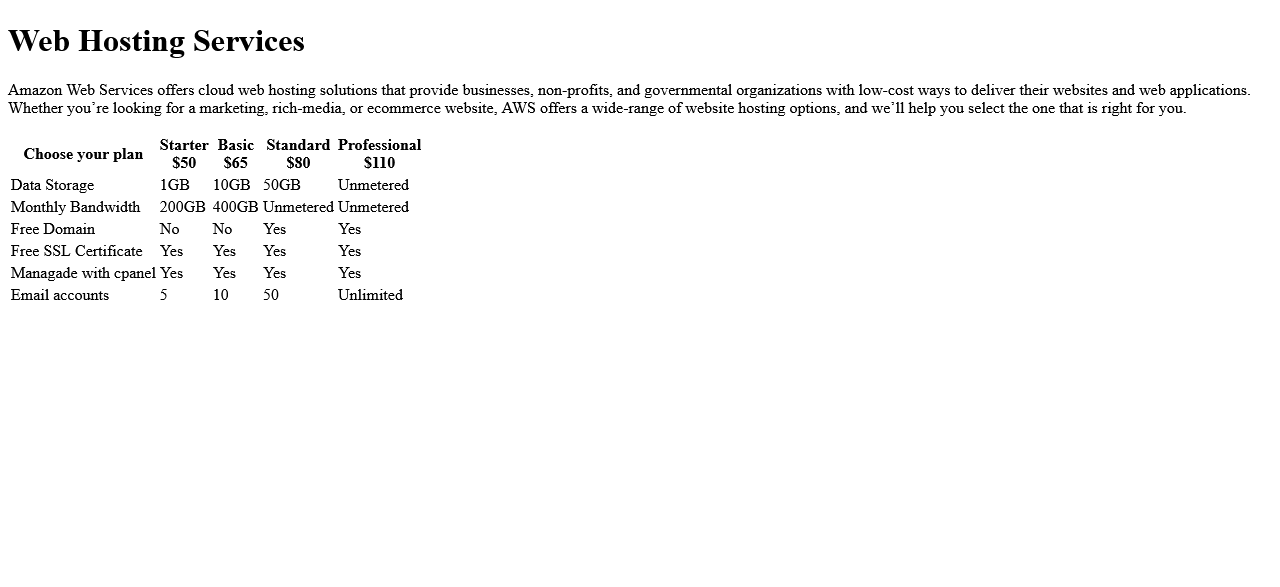 Web Hosting Services
Amazon Web Services offers cloud web hosting solutions that provide businesses, non-profits, and governmental organizations with low-cost ways to deliver their websites and web applications.
Whether you’re looking for a marketing, rich-media, or ecommerce website, AWS offers a wide-range of website hosting options, and we’ll help you select the one that is right for you.
Choose your plan Starter $50 Basic $65 Standard $80 Professional $110
Data Storage 1GB 10GB 50GB Unmetered
Monthly Bandwidth 200GB 400GB Unmetered Unmetered
Free Domain No No Yes Yes
Free SSL Certificate Yes Yes Yes Yes
Managade with cpanel Yes Yes Yes Yes
Email accounts 5 10 50 Unlimited